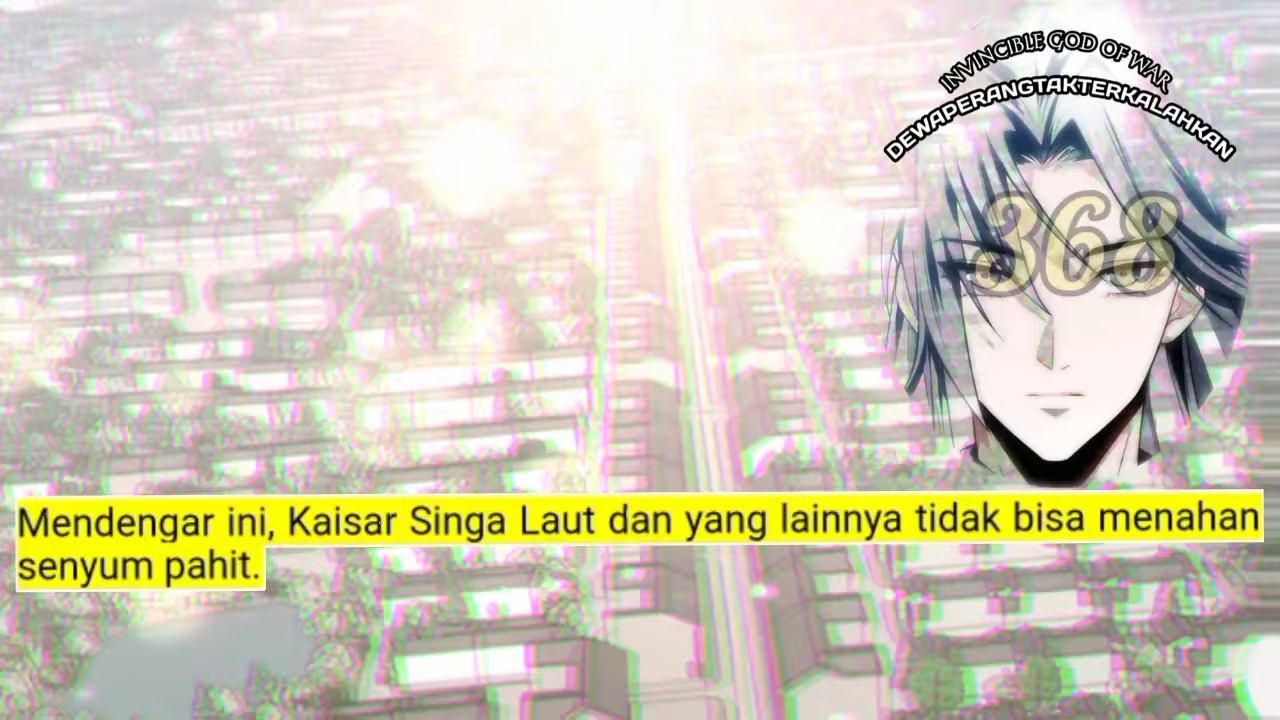 INVINCIBLE GOD OF WAR
DEWAPERANGTAKTERKALAHKAN
368
Mendengar ini, Kaisar Singa Laut dan yang lainnya tidak bisa menahan
senyum pahit.